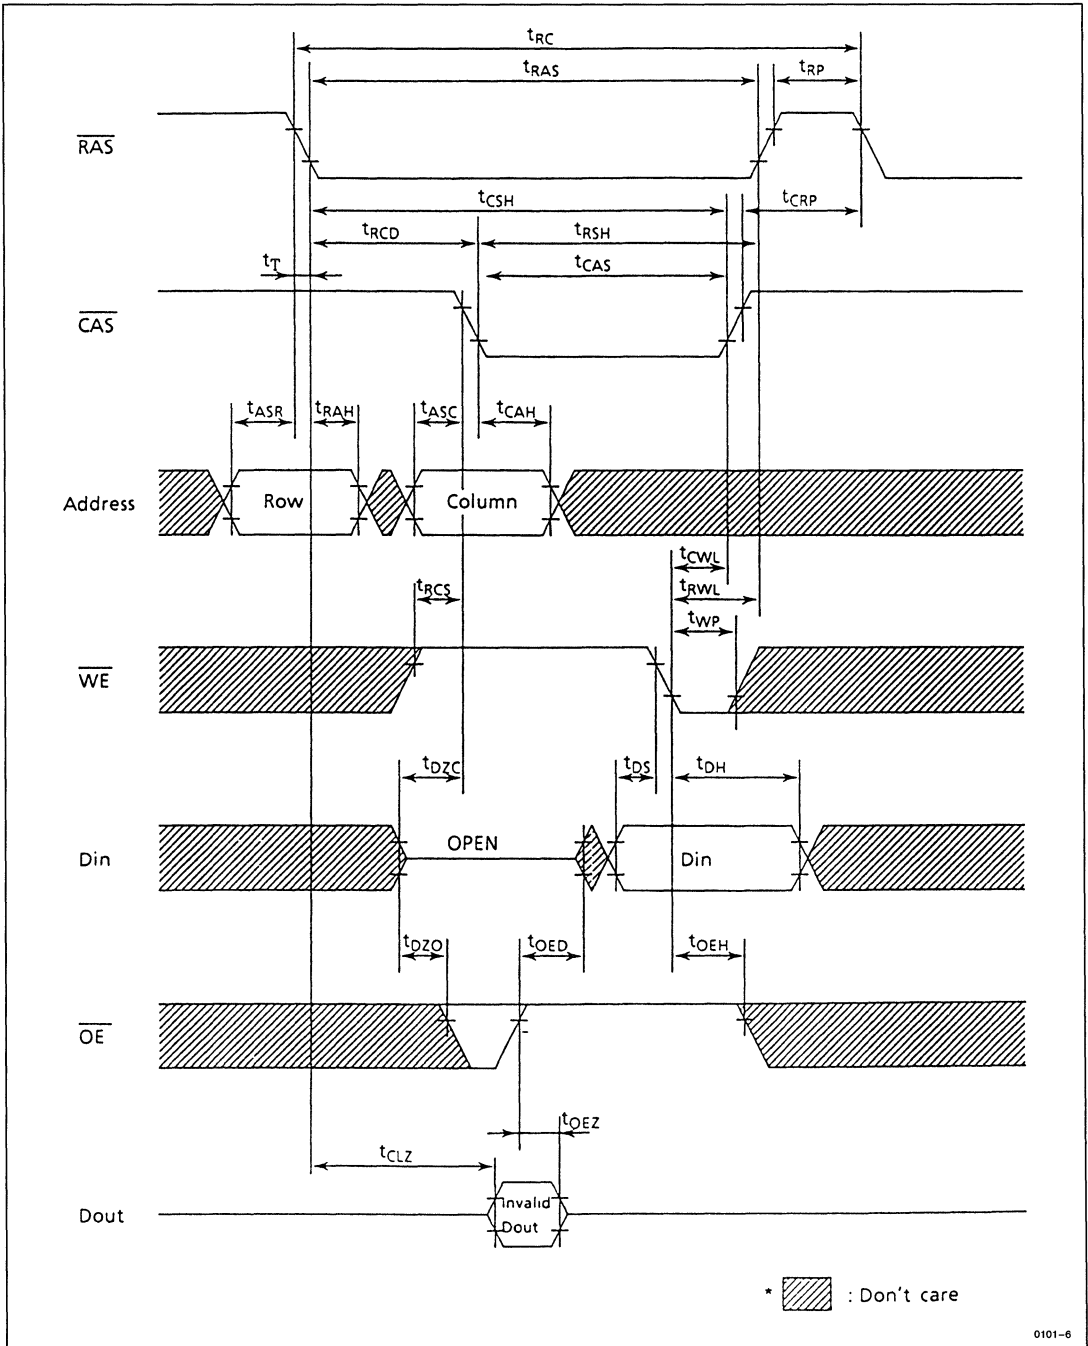 tRC
tRAS
tRP
RAS
tCSH
tCRP
tRCD
tRSH
tT
tCAS
CAS
tASR
tRAH
tASC
tCAH
Address
Row
Column
tCWL
tRCS
tRWL
tWP
WE
tDZC
tDS
tDH
OPEN
Din
Din
tDZO
tOED
tOEH
OE
tOEZ
tCLZ
Invalid
Dout
Dout
* : Don't care
0101-6